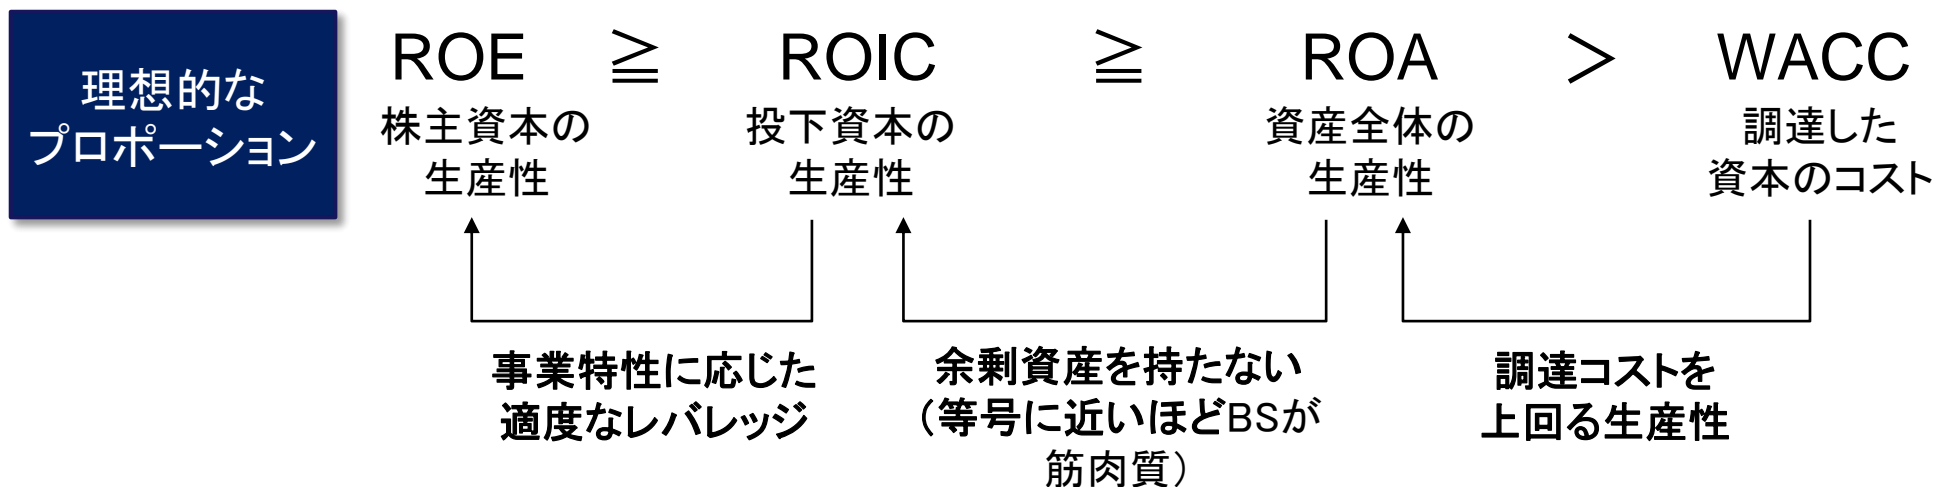 理想的な
プロポーション
ROE ≧ ROIC ≧ ROA ＞ WACC
株主資本の
生産性
投下資本の
生産性
資産全体の
生産性
調達した
資本のコスト
事業特性に応じた
適度なレバレッジ
余剰資産を持たない
（等号に近いほどBSが
筋肉質）
調達コストを
上回る生産性